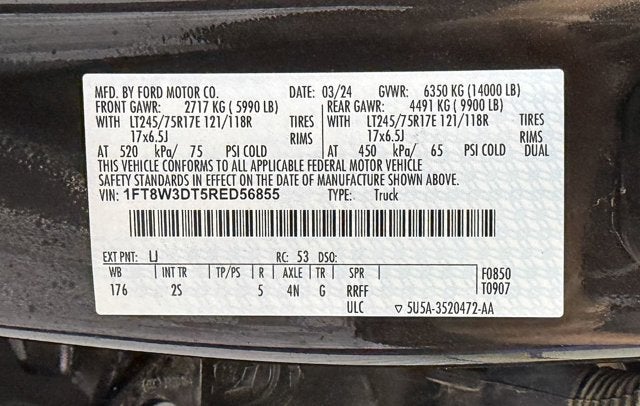 MFD. BY FORD MOTOR CO. DATE: 03/24 GVWR: 6350 KG (14000 LB)
FRONT GAWR: 2717 KG (5990 LB) REAR GAWR: 4491 KG (9900 LB)
WITH LT245/75R17E 121/118R TIRES WITH LT245/75R17E 121/118R TIRES
17x6.5J RIMS 17x6.5J RIMS
AT 520 kPa/ 75 PSI COLD AT 450 kPa/ 65 PSI COLD DUAL
THIS VEHICLE CONFORMS TO ALL APPLICABLE FEDERAL MOTOR VEHICLE
SAFETY STANDARDS IN EFFECT ON THE DATE OF MANUFACTURE SHOWN ABOVE.
VIN: 1FT8W3DT5RED56855 TYPE: Truck
EXT PNT: UJ RC: 53 DSO:
WB INT TR TP/PS R AXLE TR SPR F0850
176 2S 5 4N G RRFF T0907
ULC ▽ 5U5A-3520472-AA